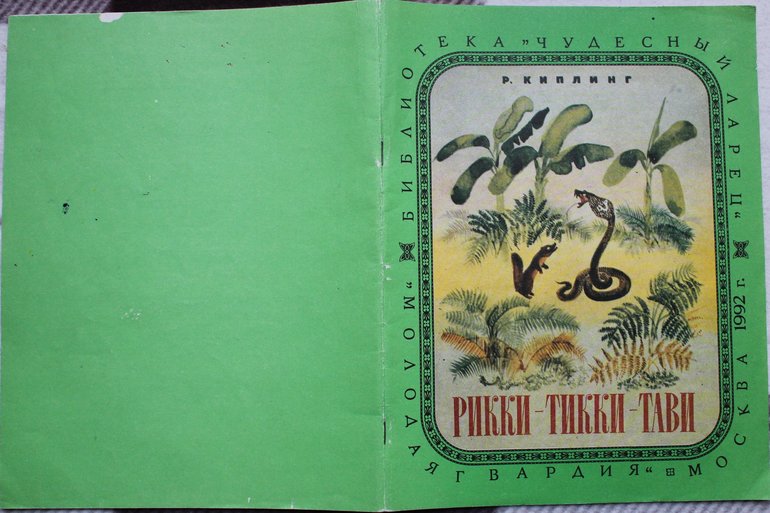 БИБЛИОТЕКА „ЧУДЕСНЫЙ ЛАРЕЦ“
Р. КИПЛИНГ
РИККИ-ТИККИ-ТАВИ
„МОЛОДАЯ ГВАРДИЯ“ МОСКВА 1992 г.